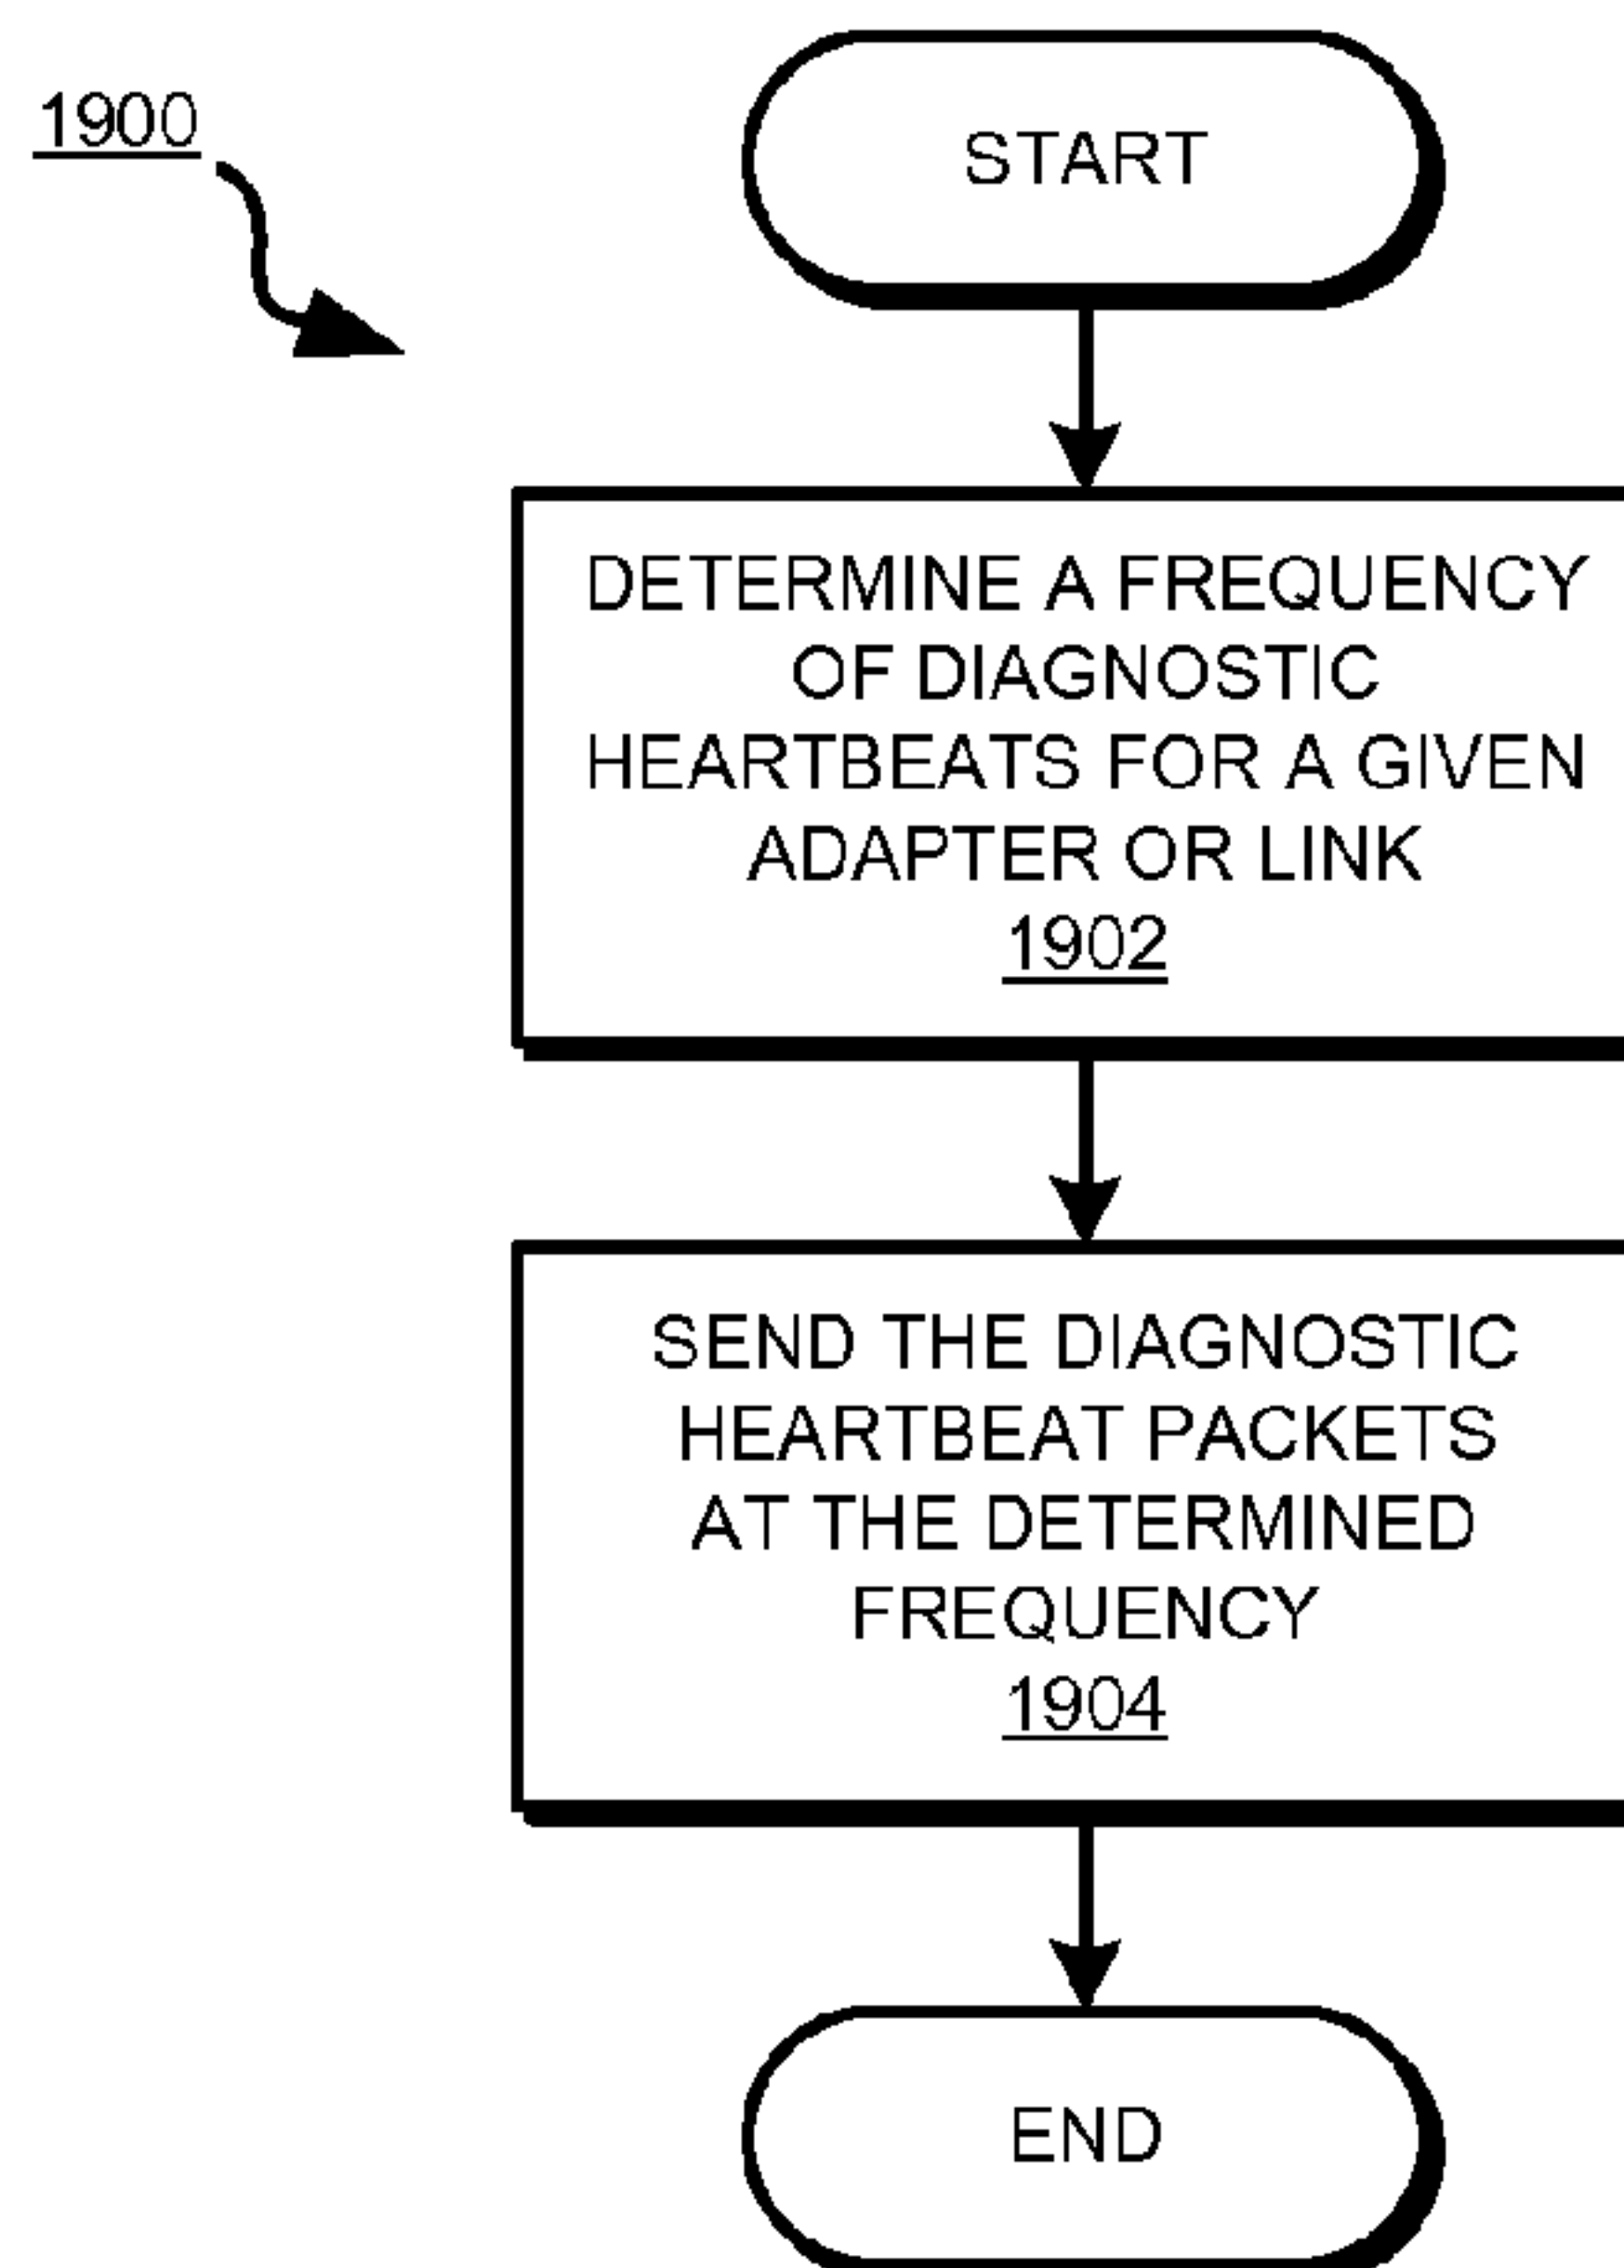 1900
START
DETERMINE A FREQUENCY
OF DIAGNOSTIC
HEARTBEATS FOR A GIVEN
ADAPTER OR LINK
1902
SEND THE DIAGNOSTIC
HEARTBEAT PACKETS
AT THE DETERMINED
FREQUENCY
1904
END